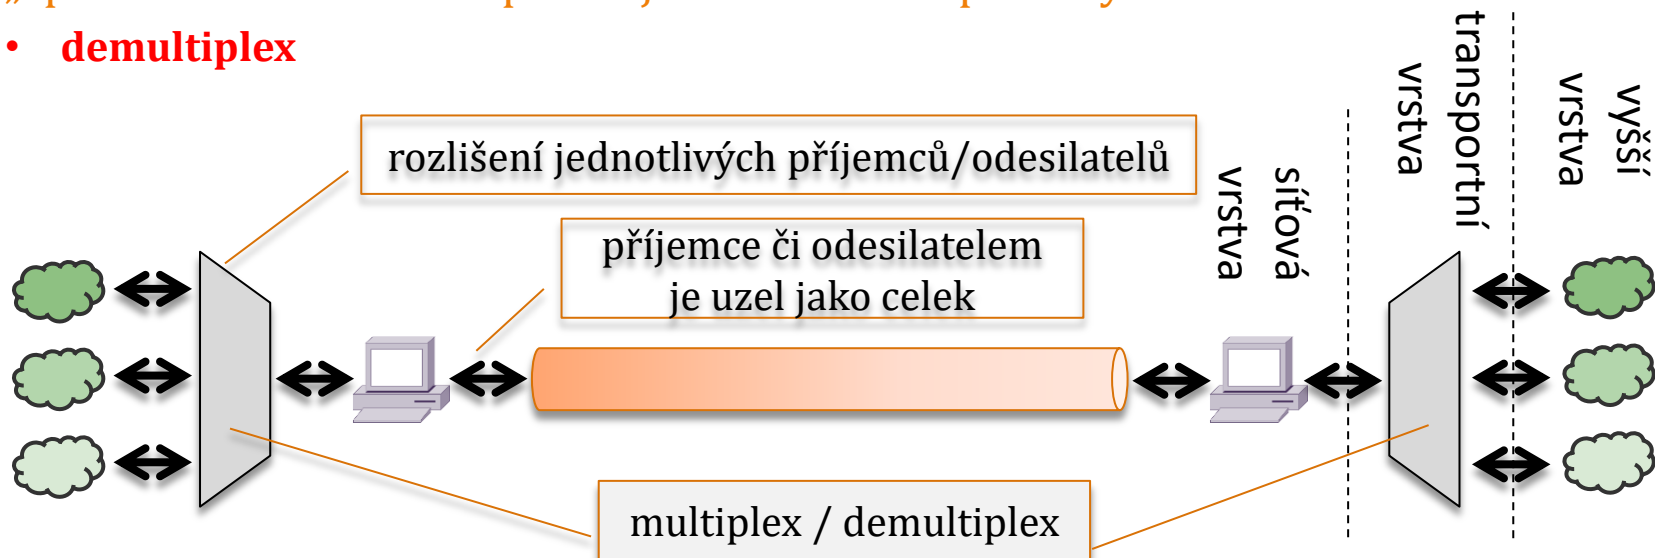 • demultiplex
rozlišení jednotlivých příjemců/odesilatelů
příjemce či odesilatelem
je uzel jako celek
síťová
vrstva
transportní
vrstva
vyšší
vrstva
multiplex / demultiplex